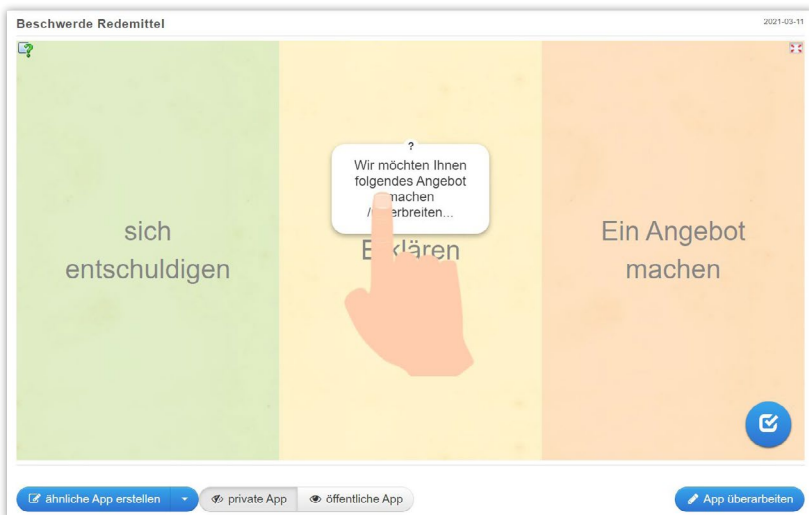 Beschwerde Redemittel
2021-03-11
?
Wir möchten Ihnen
folgendes Angebot
machen
sich
entschuldigen
Ein Angebot
machen
ähnliche App erstellen
private App
öffentliche App
App überarbeiten